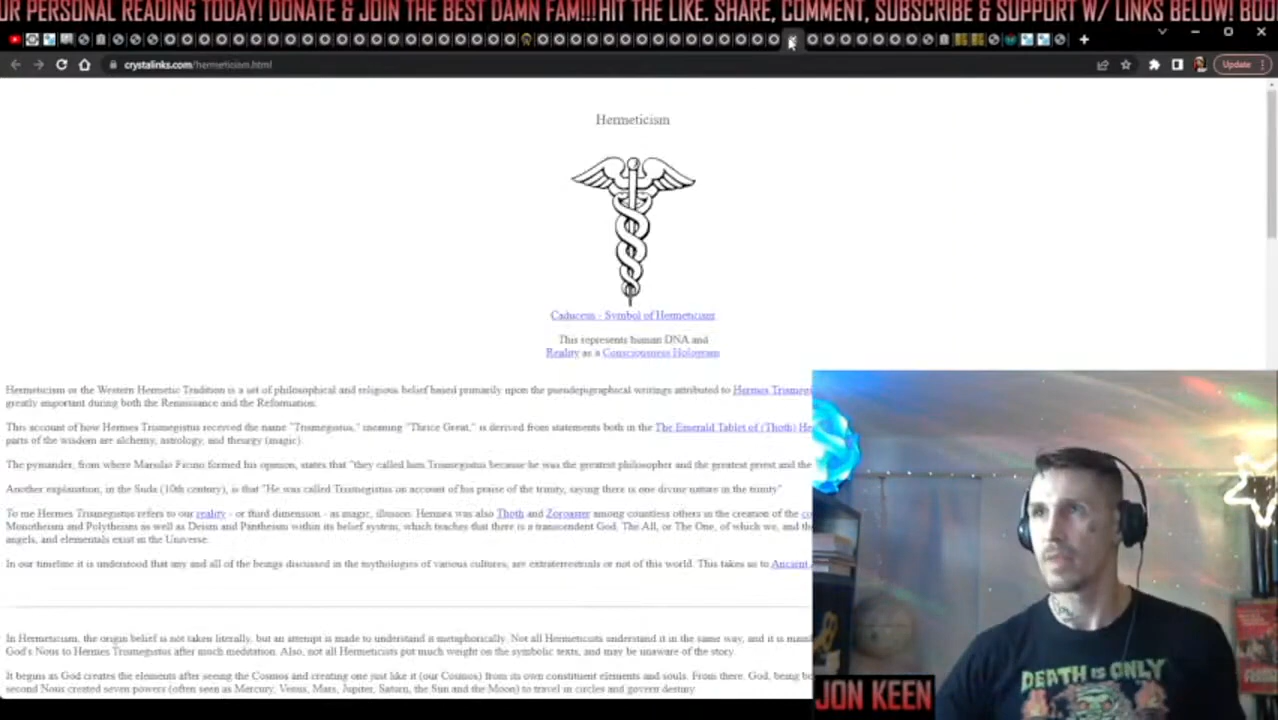 UR PERSONAL READING TODAY! DONATE & JOIN THE BEST DAMN FAM!!! HIT THE LIKE. SHARE, COMMENT, SUBSCRIBE & SUPPORT W/ LINKS BELOW! BOO
crystalinks.com/hermeticism.html
Update
Hermeticism
Caduceus - Symbol of Hermeticism
This represents human DNA and
Reality as a Consciousness Hologram
Hermeticism or the Western Hermetic Tradition is a set of philosophical and religious belief based primarily upon the pseudepigraphical writings attributed to Hermes Trismegi
greatly important during both the Renaissance and the Reformation.
This account of how Hermes Trismegistus received the name "Trismegistus," meaning "Thrice Great," is derived from statements both in the The Emerald Tablet of (Thoth) He
parts of the wisdom are alchemy, astrology, and theurgy (magic).
The pymander, from where Marsilio Ficino formed his opinion, states that "they called him Trismegistus because he was the greatest philosopher and the greatest priest and the
Another explanation, in the Suda (10th century), is that "He was called Trismegistus on account of his praise of the trinity, saying there is one divine nature in the trinity"
To me Hermes Trismegistus refers to our reality - or third dimension - as magic, illusion. Hermes was also Thoth and Zoroaster among countless others in the creation of the co
Monotheism and Polytheism as well as Deism and Pantheism within its belief system, which teaches that there is a transcendent God, The All, or The One, of which we, and th
angels, and elementals exist in the Universe.
In our timeline it is understood that any and all of the beings discussed in the mythologies of various cultures, are extraterrestrials or not of this world. This takes us to Ancient
In Hermeticism, the origin belief is not taken literally, but an attempt is made to understand it metaphorically. Not all Hermeticists understand it in the same way, and it is
God's Nous to Hermes Trismegistus after much meditation. Also, not all Hermeticists put much weight on the symbolic texts, and may be unaware of the story.
It begins as God creates the elements after seeing the Cosmos and creating one just like it (our Cosmos) from its own constituent elements and souls. From there, God, being bo
second Nous created seven powers (often seen as Mercury, Venus, Mars, Jupiter, Saturn, the Sun and the Moon) to travel in circles and govern destiny.
DEATH IS ONLY
JON KEEN